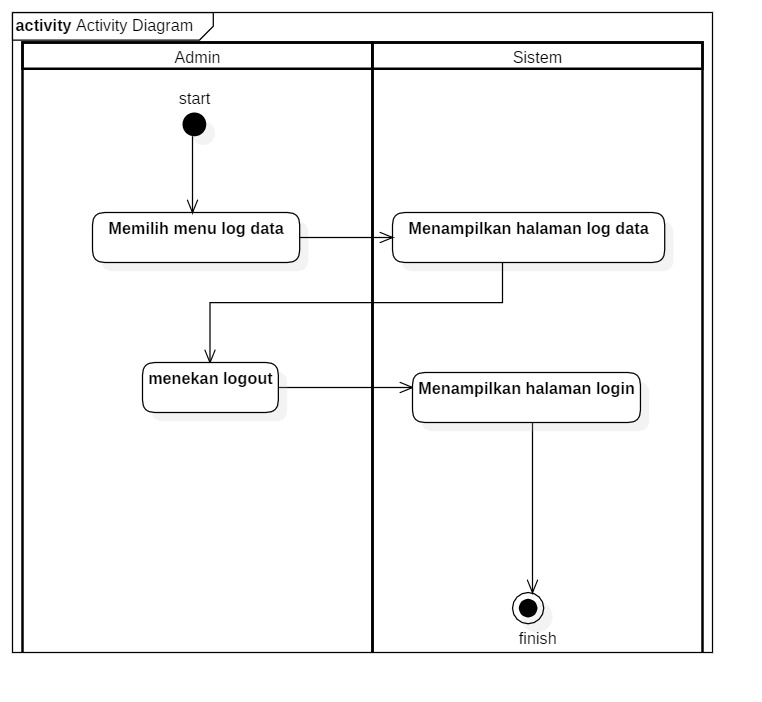 activity Activity Diagram
Admin
Sistem
start
Memilih menu log data
Menampilkan halaman log data
menekan logout
Menampilkan halaman login
finish